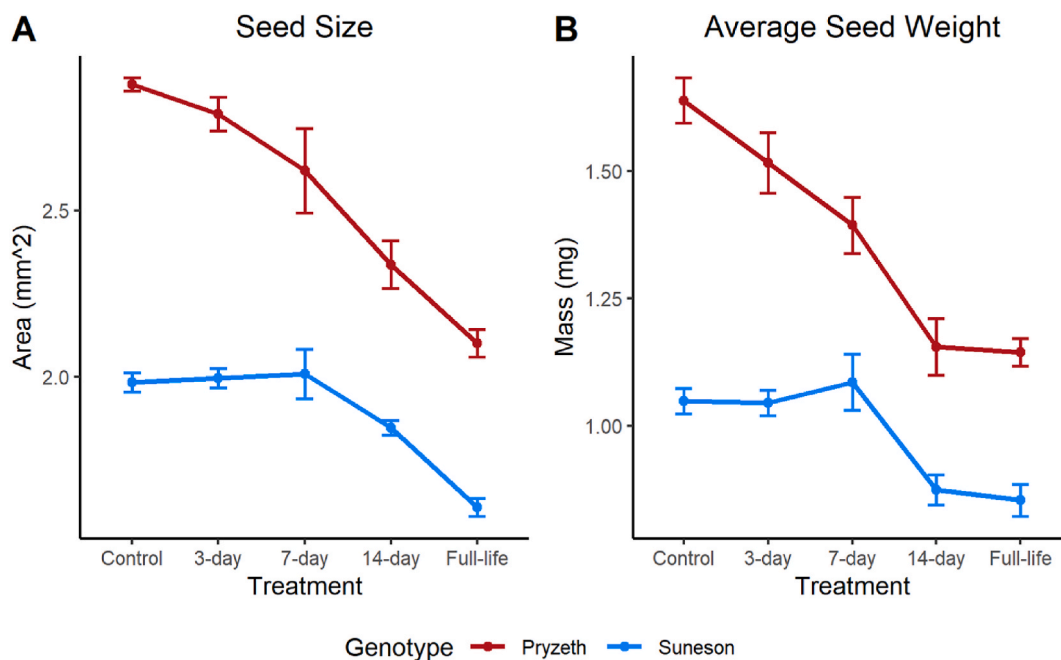 A
Seed Size
Area (mm^2)
2.5
2.0
Control 3-day 7-day 14-day Full-life
Treatment
B
Average Seed Weight
Mass (mg)
1.50
1.25
1.00
Control 3-day 7-day 14-day Full-life
Treatment
Genotype Pryzeth Suneson